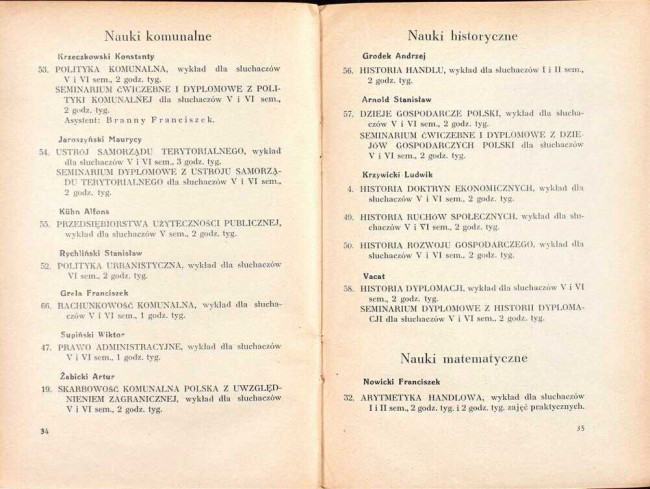 Nauki komunalne
Krzeczkowski Konstanty
53. POLITYKA KOMUNALNA, wykład dla słuchaczów
V i VI sem., 2 godz. tyg.
SEMINARIUM ĆWICZEBNE I DYPLOMOWE Z POLI-
TYKI KOMUNALNEJ dla słuchaczów V i VI sem.,
2 godz. tyg.
Asystent: Branny Franciszek.
Jaroszyński Maurycy
54. USTRÓJ SAMORZĄDU TERYTORIALNEGO, wykład
dla słuchaczów V i VI sem., 3 godz. tyg.
SEMINARIUM DYPLOMOWE Z USTROJU SAMORZĄ-
DU TERYTORIALNEGO dla słuchaczów V i VI sem.,
2 godz. tyg.
Kühn Alfons
55. PRZEDSIĘBIORSTWA UŻYTECZNOŚCI PUBLICZNEJ,
wykład dla słuchaczów V sem., 2 godz. tyg.
Rychliński Stanisław
52. POLITYKA URBANISTYCZNA, wykład dla słuchaczów
VI sem., 2 godz. tyg.
Grela Franciszek
66. RACHUNKOWOŚĆ KOMUNALNA, wykład dla słucha-
czów V i VI sem., 1 godz. tyg.
Supiński Wiktor
47. PRAWO ADMINISTRACYJNE, wykład dla słuchaczów
V i VI sem., 1 godz. tyg.
Żabicki Artur
19. SKARBOWOŚĆ KOMUNALNA POLSKA Z UWZGLĘD-
NIENIEM ZAGRANICZNEJ, wykład dla słuchaczów
V i VI sem., 2 godz. tyg.
34
Nauki historyczne
Grodek Andrzej
56. HISTORIA HANDLU, wykład dla słuchaczów I i II sem.,
2 godz. tyg.
Arnold Stanisław
57. DZIEJE GOSPODARCZE POLSKI, wykład dla słucha-
czów V i VI sem., 2 godz. tyg.
SEMINARIUM ĆWICZEBNE I DYPLOMOWE Z DZIE-
JÓW GOSPODARCZYCH POLSKI dla słuchaczów
V i VI sem., 2 godz. tyg.
Krzywicki Ludwik
4. HISTORIA DOKTRYN EKONOMICZNYCH, wykład dla
słuchaczów V i VI sem., 2 godz. tyg.
49. HISTORIA RUCHÓW SPOŁECZNYCH, wykład dla słu-
chaczów V i VI sem., 2 godz. tyg.
50. HISTORIA ROZWOJU GOSPODARCZEGO, wykład dla
słuchaczów V i VI sem., 2 godz. tyg.
Vacat
58. HISTORIA DYPLOMACJI, wykład dla słuchaczów V i VI
sem., 2 godz. tyg.
SEMINARIUM DYPLOMOWE Z HISTORII DYPLOMA-
CJI dla słuchaczów V i VI sem., 2 godz. tyg.
Nauki matematyczne
Nowicki Franciszek
32. ARYTMETYKA HANDLOWA, wykład dla słuchaczów
I i II sem., 2 godz. tyg. i 2 godz. tyg. zajęć praktycznych.
35